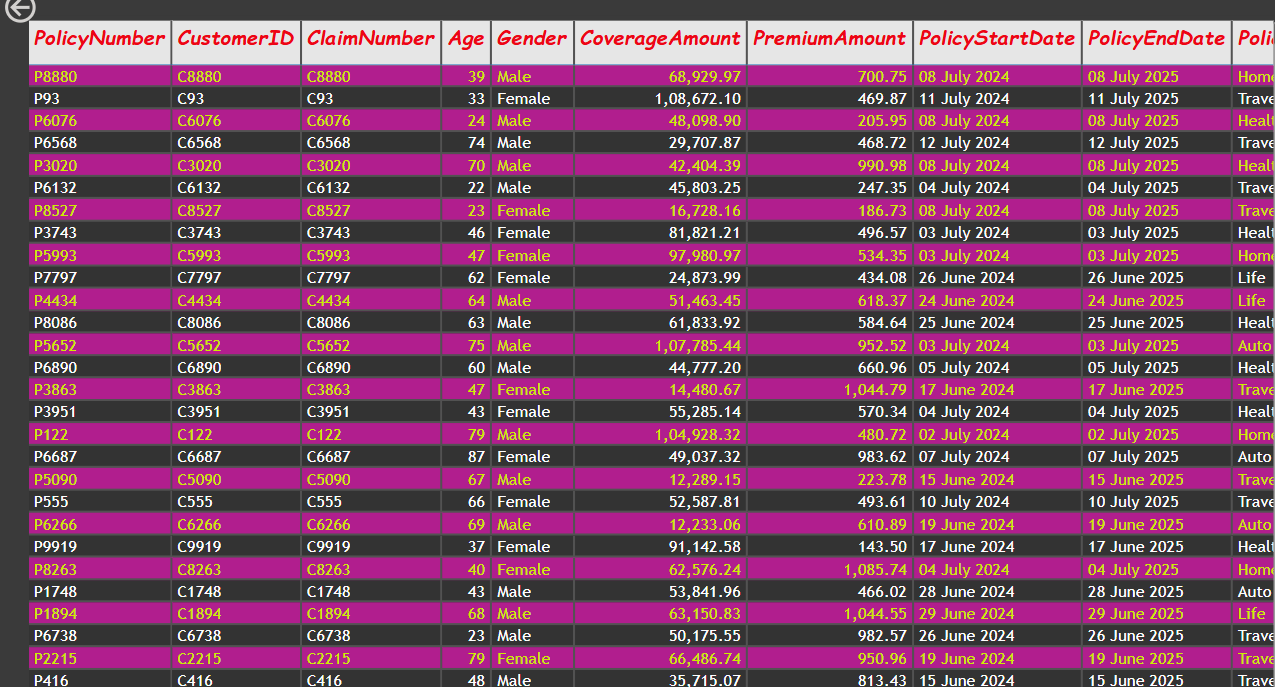 PolicyNumber CustomerID ClaimNumber Age Gender CoverageAmount PremiumAmount PolicyStartDate PolicyEndDate Poli
P8880 C8880 C8880 39 Male 68,929.97 700.75 08 July 2024 08 July 2025 Home
P93 C93 C93 33 Female 1,08,672.10 469.87 11 July 2024 11 July 2025 Trave
P6076 C6076 C6076 24 Male 48,098.90 205.95 08 July 2024 08 July 2025 Healt
P6568 C6568 C6568 74 Male 29,707.87 468.72 12 July 2024 12 July 2025 Trave
P3020 C3020 C3020 70 Male 42,404.39 990.98 08 July 2024 08 July 2025 Healt
P6132 C6132 C6132 22 Male 45,803.25 247.35 04 July 2024 04 July 2025 Trave
P8527 C8527 C8527 23 Female 16,728.16 186.73 08 July 2024 08 July 2025 Trave
P3743 C3743 C3743 46 Female 81,821.21 496.57 03 July 2024 03 July 2025 Healt
P5993 C5993 C5993 47 Female 97,980.97 534.35 03 July 2024 03 July 2025 Home
P7797 C7797 C7797 62 Female 24,873.99 434.08 26 June 2024 26 June 2025 Life
P4434 C4434 C4434 64 Male 51,463.45 618.37 24 June 2024 24 June 2025 Life
P8086 C8086 C8086 63 Male 61,833.92 584.64 25 June 2024 25 June 2025 Healt
P5652 C5652 C5652 75 Male 1,07,785.44 952.52 03 July 2024 03 July 2025 Auto
P6890 C6890 C6890 60 Male 44,777.20 660.96 05 July 2024 05 July 2025 Healt
P3863 C3863 C3863 47 Female 14,480.67 1,044.79 17 June 2024 17 June 2025 Trave
P3951 C3951 C3951 43 Female 55,285.14 570.34 04 July 2024 04 July 2025 Healt
P122 C122 C122 79 Male 1,04,928.32 480.72 02 July 2024 02 July 2025 Home
P6687 C6687 C6687 87 Female 49,037.32 983.62 07 July 2024 07 July 2025 Auto
P5090 C5090 C5090 67 Male 12,289.15 223.78 15 June 2024 15 June 2025 Trave
P555 C555 C555 66 Female 52,587.81 493.61 10 July 2024 10 July 2025 Trave
P6266 C6266 C6266 69 Male 12,233.06 610.89 19 June 2024 19 June 2025 Auto
P9919 C9919 C9919 37 Female 91,142.58 143.50 17 June 2024 17 June 2025 Healt
P8263 C8263 C8263 40 Female 62,576.24 1,085.74 04 July 2024 04 July 2025 Home
P1748 C1748 C1748 43 Male 53,841.96 466.02 28 June 2024 28 June 2025 Auto
P1894 C1894 C1894 68 Male 63,150.83 1,044.55 29 June 2024 29 June 2025 Life
P6738 C6738 C6738 23 Male 50,175.55 982.57 26 June 2024 26 June 2025 Trave
P2215 C2215 C2215 79 Female 66,486.74 950.96 19 June 2024 19 June 2025 Trave
P416 C416 C416 48 Male 35,715.07 813.43 15 June 2024 15 June 2025 Trave